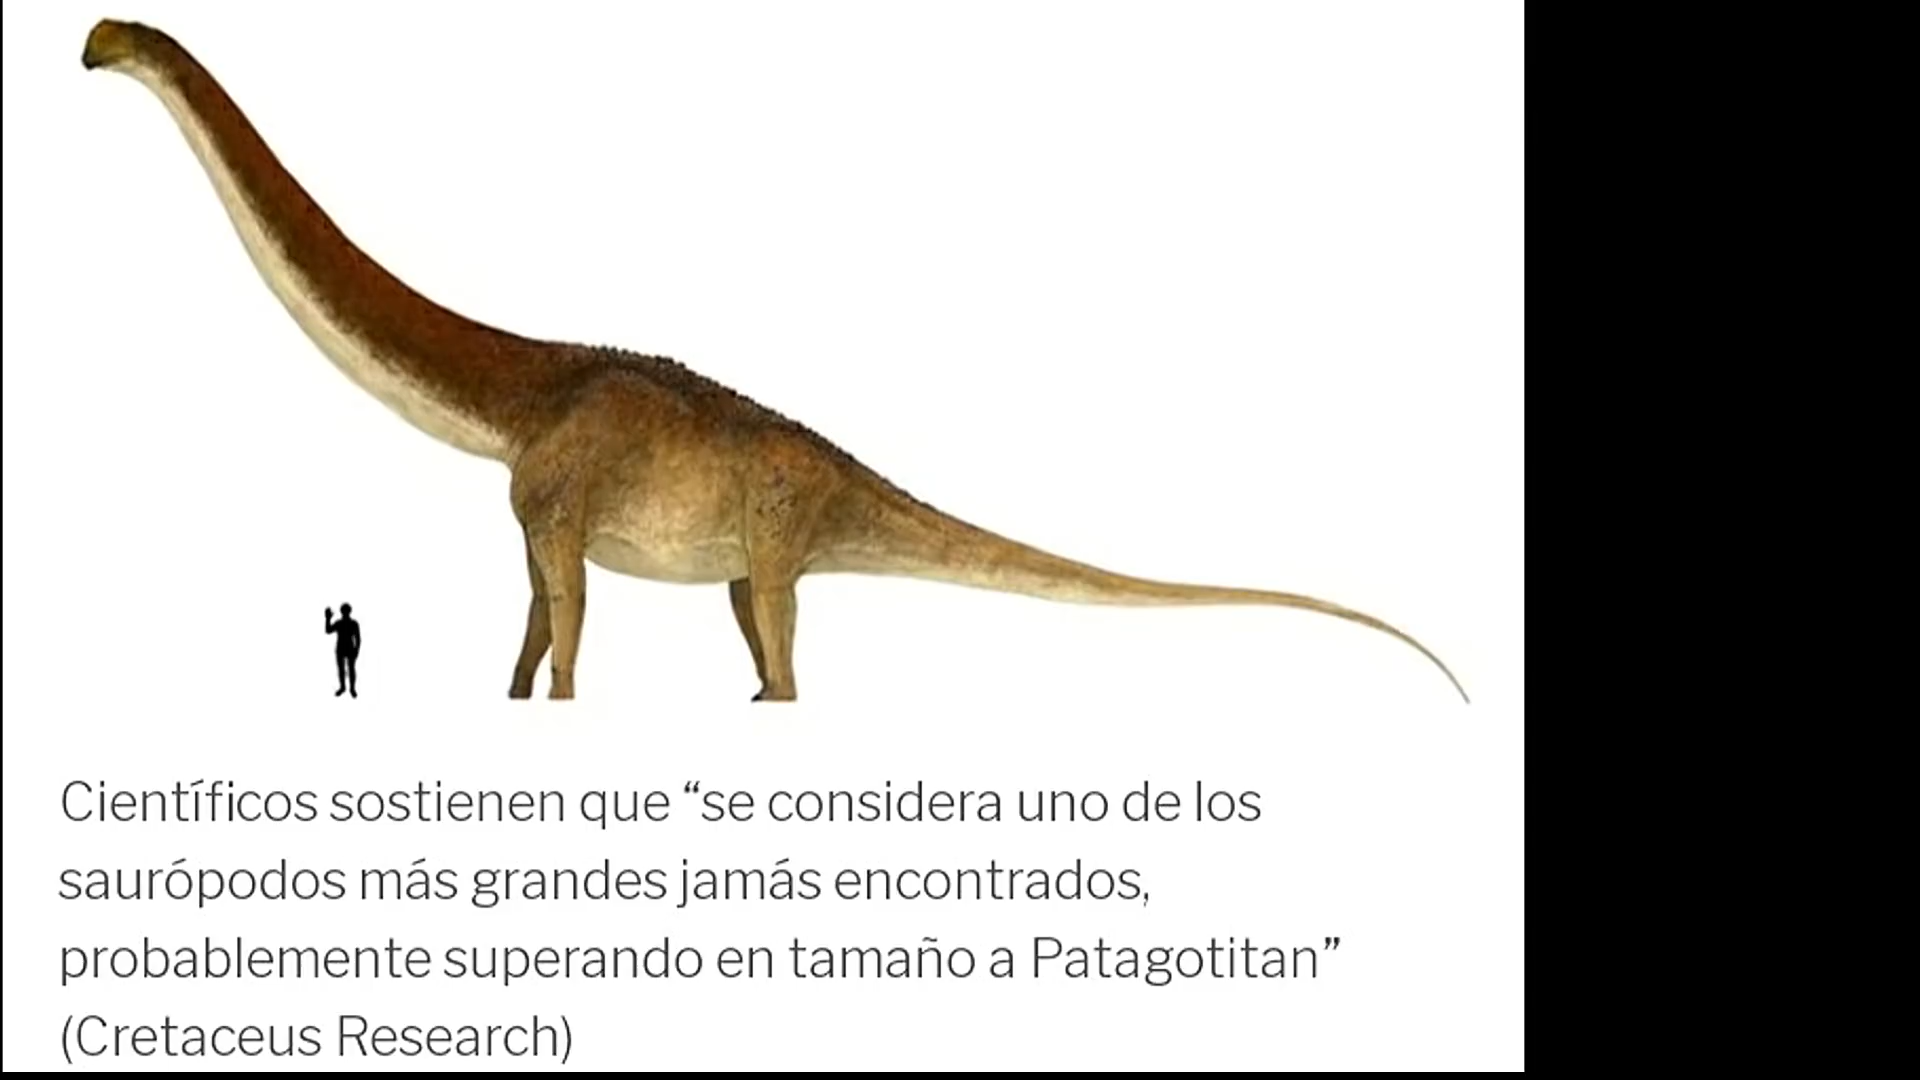 Científicos sostienen que “se considera uno de los
saurópodos más grandes jamás encontrados,
probablemente superando en tamaño a Patagotitan”
(Cretaceus Research)